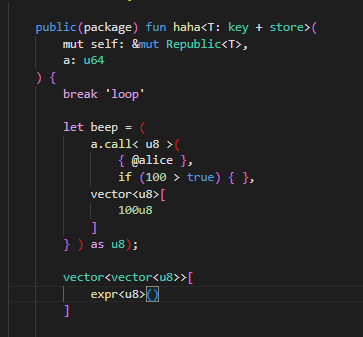 public(package) fun haha<T: key + store>(
mut self: &mut Republic<T>,
a: u64
) {
break 'loop'
let beep = (
a.call< u8 >(
{ @alice },
if (100 > true) { },
vector<u8>[
100u8
]
} ) as u8);
vector<vector<u8>>[
expr<u8>()
]